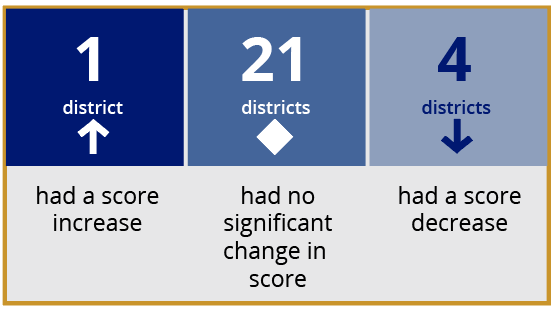 1
district
had a score
increase
21
districts
had no
significant
change in
score
4
districts
had a score
decrease